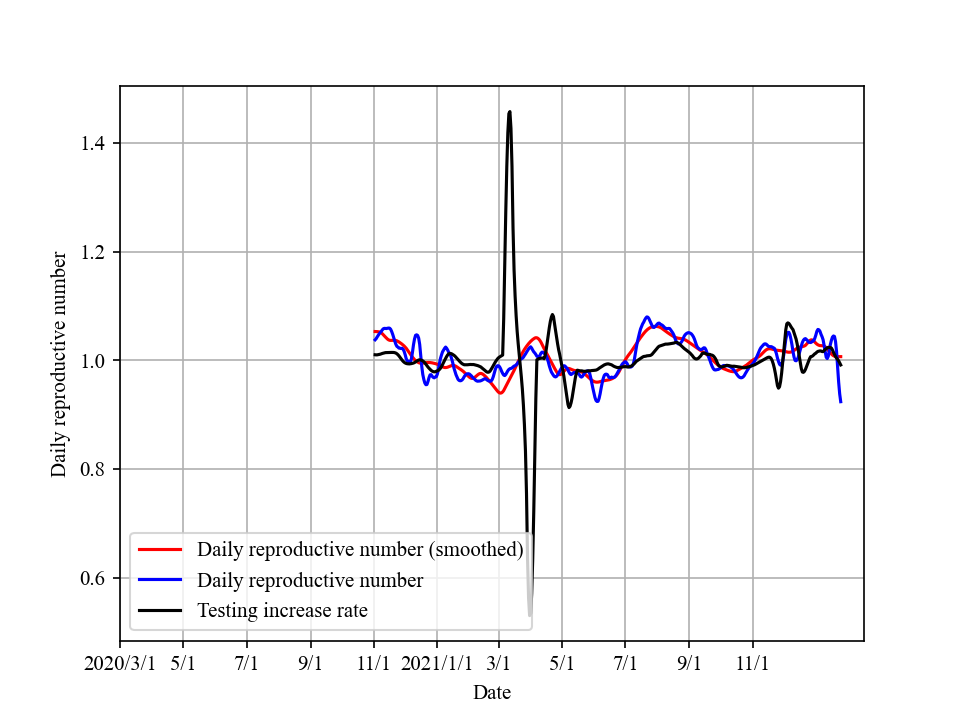 1.4
1.2
1.0
0.8
0.6
Daily reproductive number
Daily reproductive number (smoothed)
Daily reproductive number
Testing increase rate
2020/3/1 5/1 7/1 9/1 11/1 2021/1/1 3/1 5/1 7/1 9/1 11/1
Date